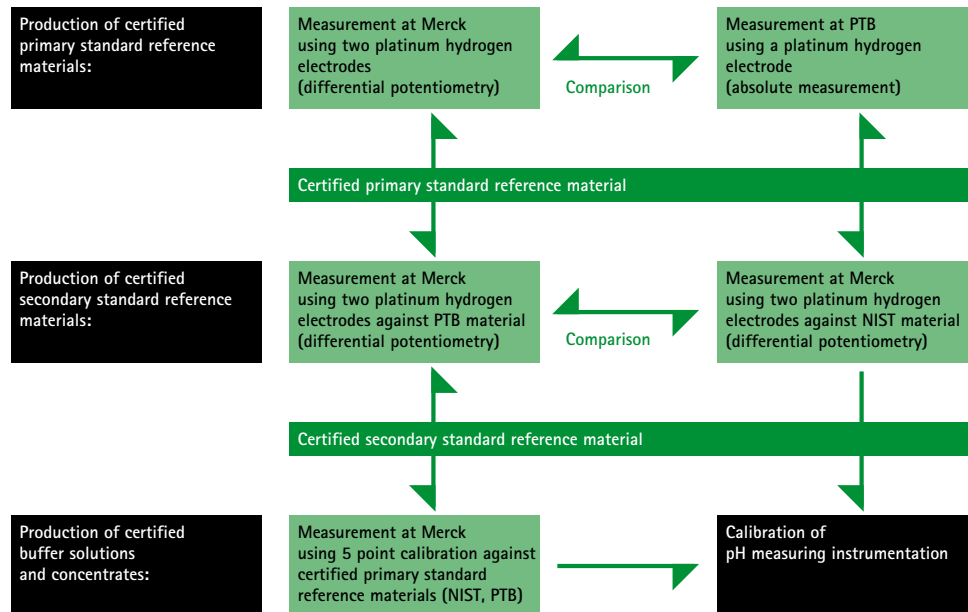 Production of certified
primary standard reference
materials:
Measurement at Merck
using two platinum hydrogen
electrodes
(differential potentiometry)
Comparison
Measurement at PTB
using a platinum hydrogen
electrode
(absolute measurement)
Certified primary standard reference material
Production of certified
secondary standard reference
materials:
Measurement at Merck
using two platinum hydrogen
electrodes against PTB material
(differential potentiometry)
Comparison
Measurement at Merck
using two platinum hydrogen
electrodes against NIST material
(differential potentiometry)
Certified secondary standard reference material
Production of certified
buffer solutions
and concentrates:
Measurement at Merck
using 5 point calibration against
certified primary standard
reference materials (NIST, PTB)
Calibration of
pH measuring instrumentation